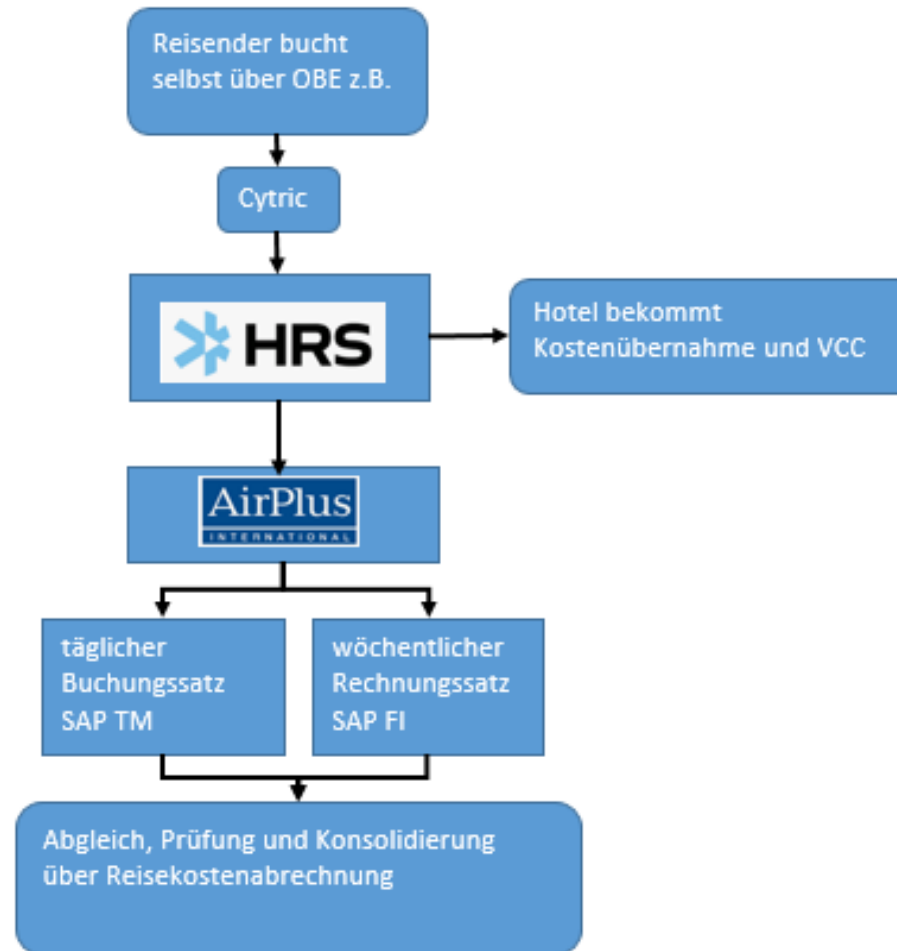 Reisender bucht
selbst über OBE z.B.
Cytric
HRS
Hotel bekommt
Kostenübernahme und VCC
AirPlus
INTERNATIONAL
täglicher
Buchungssatz
SAP TM
wöchentlicher
Rechnungssatz
SAP FI
Abgleich, Prüfung und Konsolidierung
über Reisekostenabrechnung